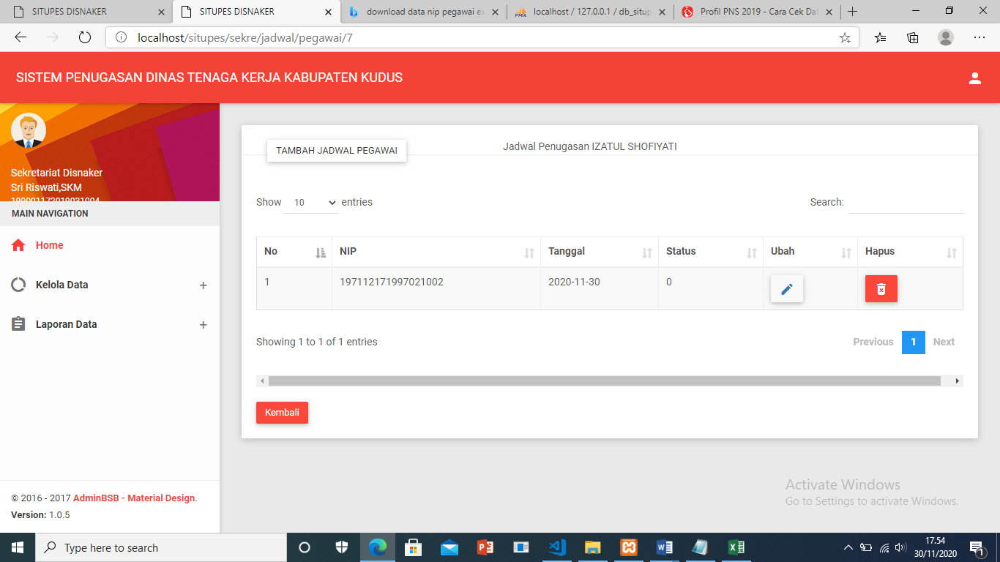 SITUPES DISNAKER
SITUPES DISNAKER
download data nip pegawai ex
localhost / 127.0.0.1 / db_situp
Profil PNS 2019 - Cara Cek Da
localhost/situpes/sekre/jadwal/pegawai/7
SISTEM PENUGASAN DINAS TENAGA KERJA KABUPATEN KUDUS
Sekretariat Disnaker
Sri Riswati,SKM
199001172019031004
MAIN NAVIGATION
Home
Kelola Data
Laporan Data
© 2016 - 2017 AdminBSB - Material Design.
Version: 1.0.5
TAMBAH JADWAL PEGAWAI
Jadwal Penugasan IZATUL SHOFIYATI
Show 10 entries
Search:
No NIP Tanggal Status Ubah Hapus
1 197112171997021002 2020-11-30 0
Showing 1 to 1 of 1 entries
Previous 1 Next
Kembali
Activate Windows
Go to Settings to activate Windows.
Type here to search
17.54
30/11/2020
1